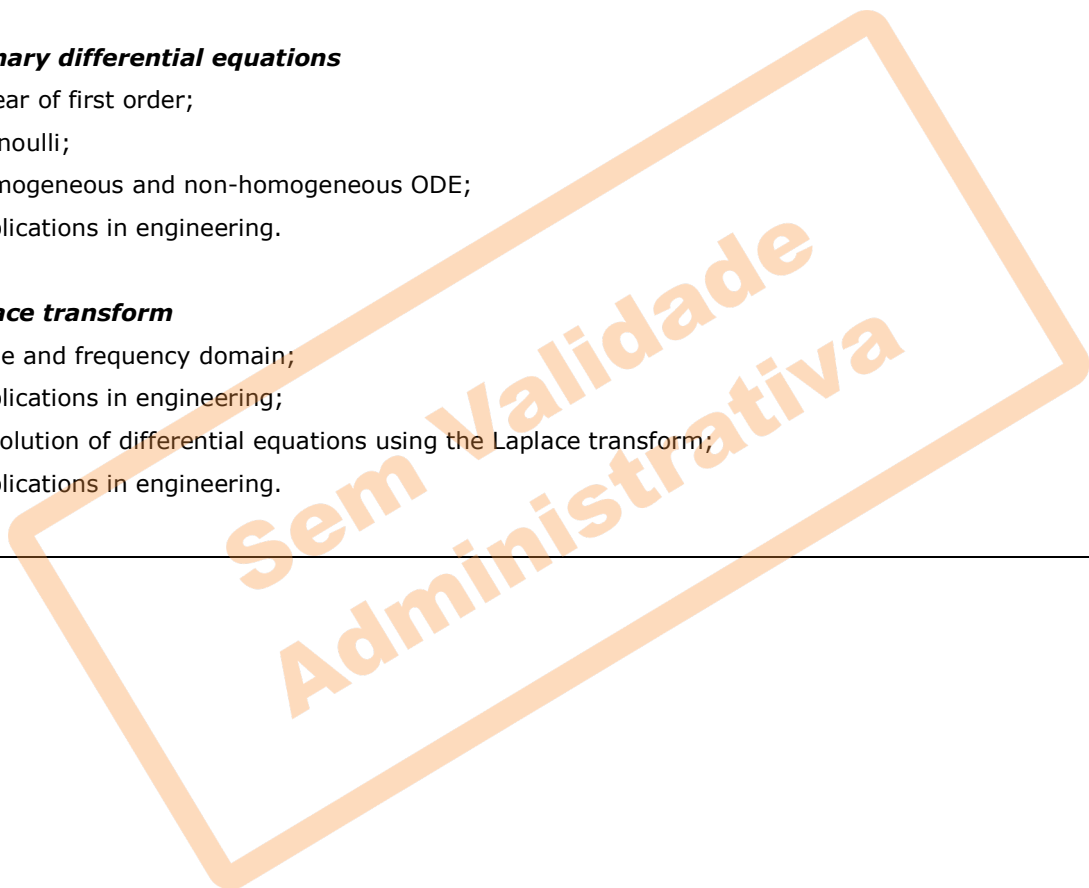 nary differential equations
ear of first order;
noulli;
mogeneous and non-homogeneous ODE;
plications in engineering.
ace transform
e and frequency domain;
plications in engineering;
olution of differential equations using the Laplace transform;
plications in engineering.
Sem Validade
Administrativa